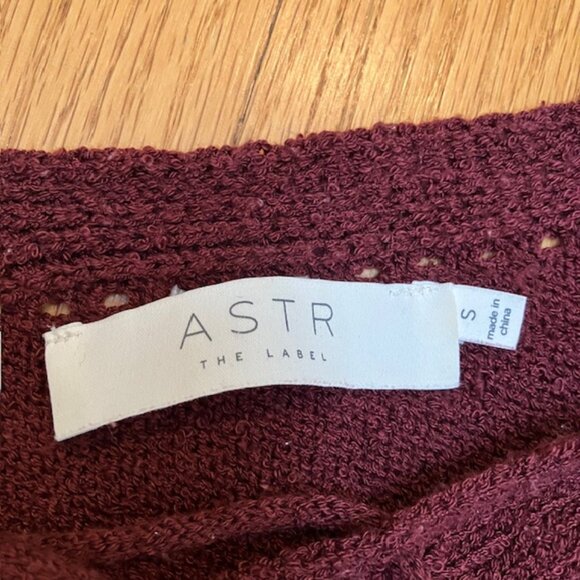 ASTR
THE LABEL
S
made in
china